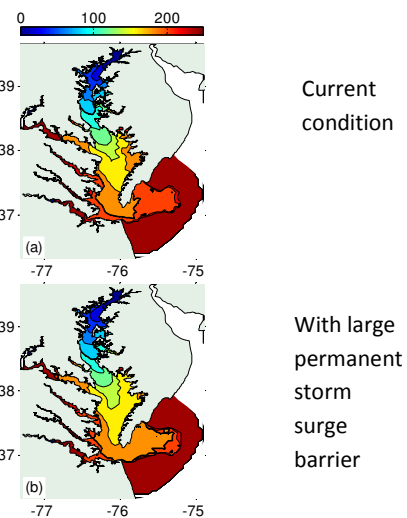 0 100 200
39
38
37
(a)
-77 -76 -75
Current
condition
39
38
37
(b)
-77 -76 -75
With large
permanent
storm
surge
barrier